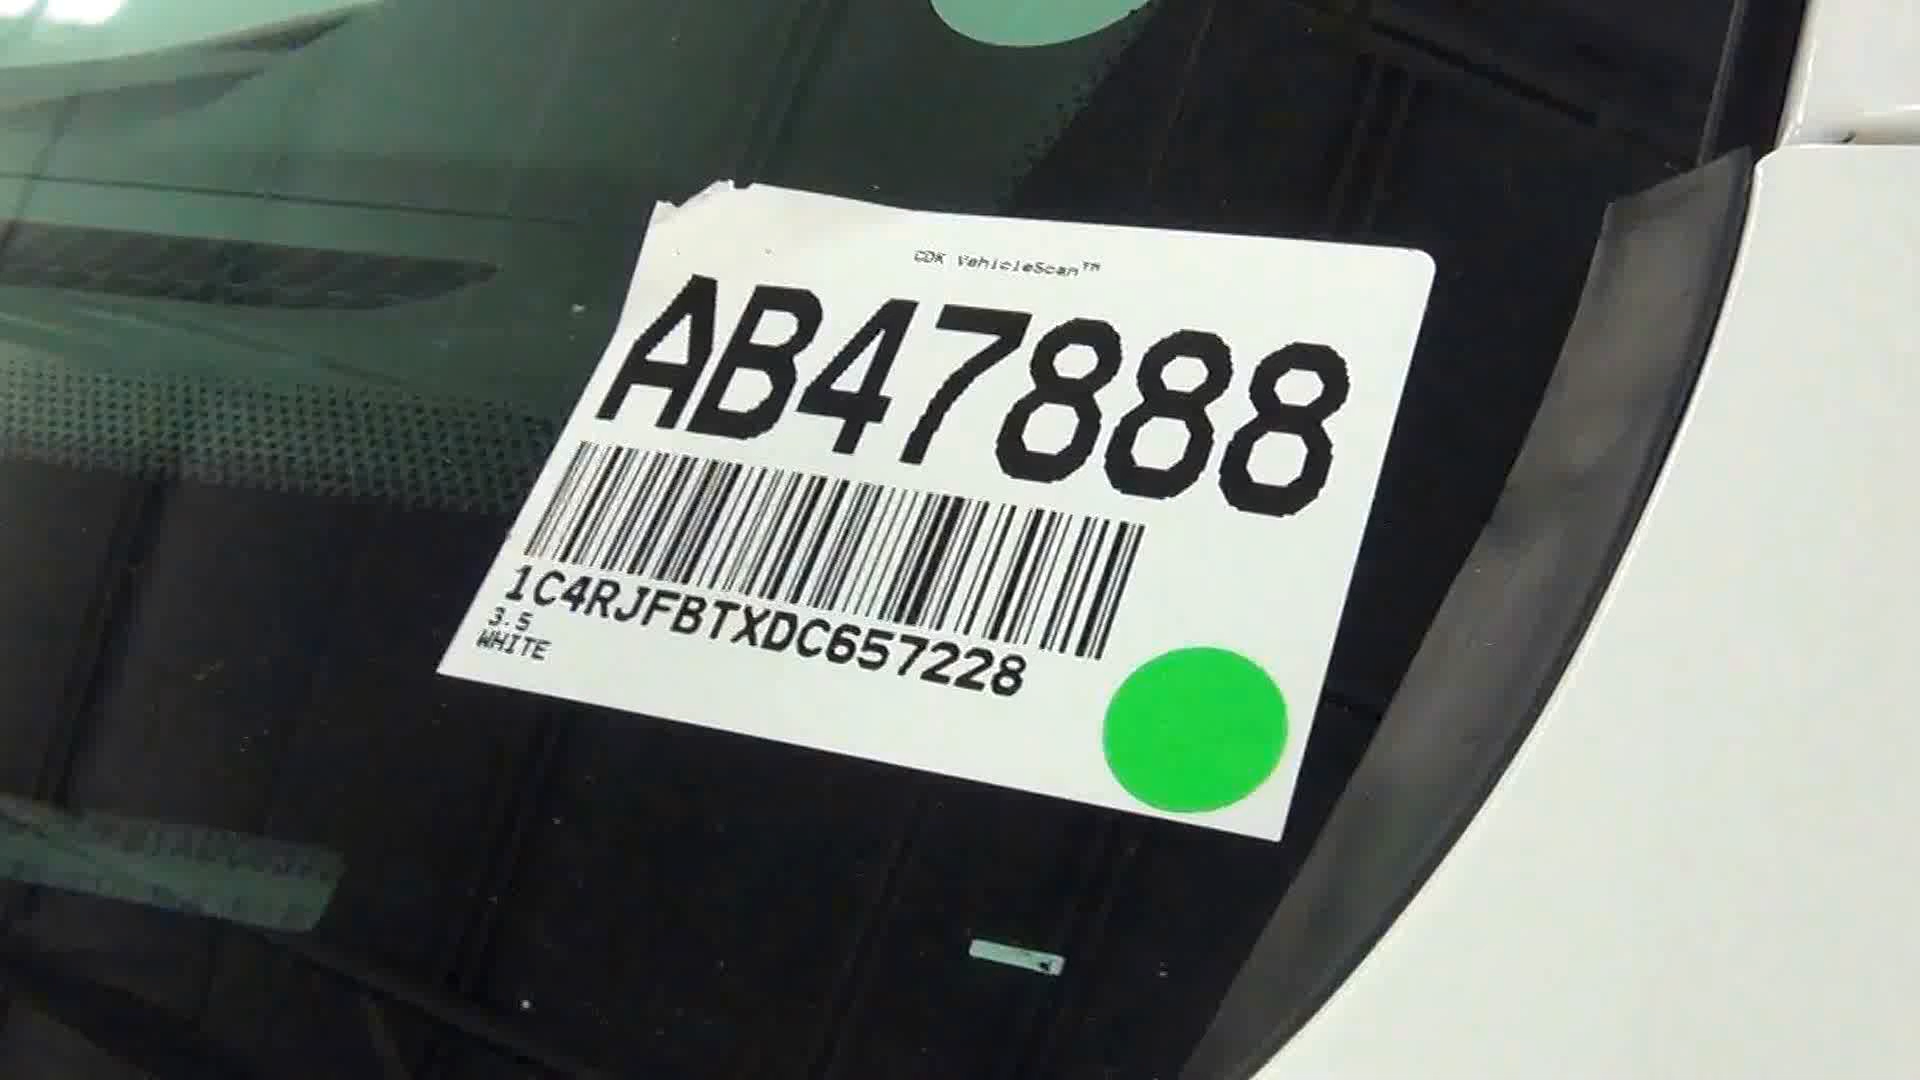 CDK VehicleScan™
AB47888
1C4RJFBTXDC657228
3.5
WHITE